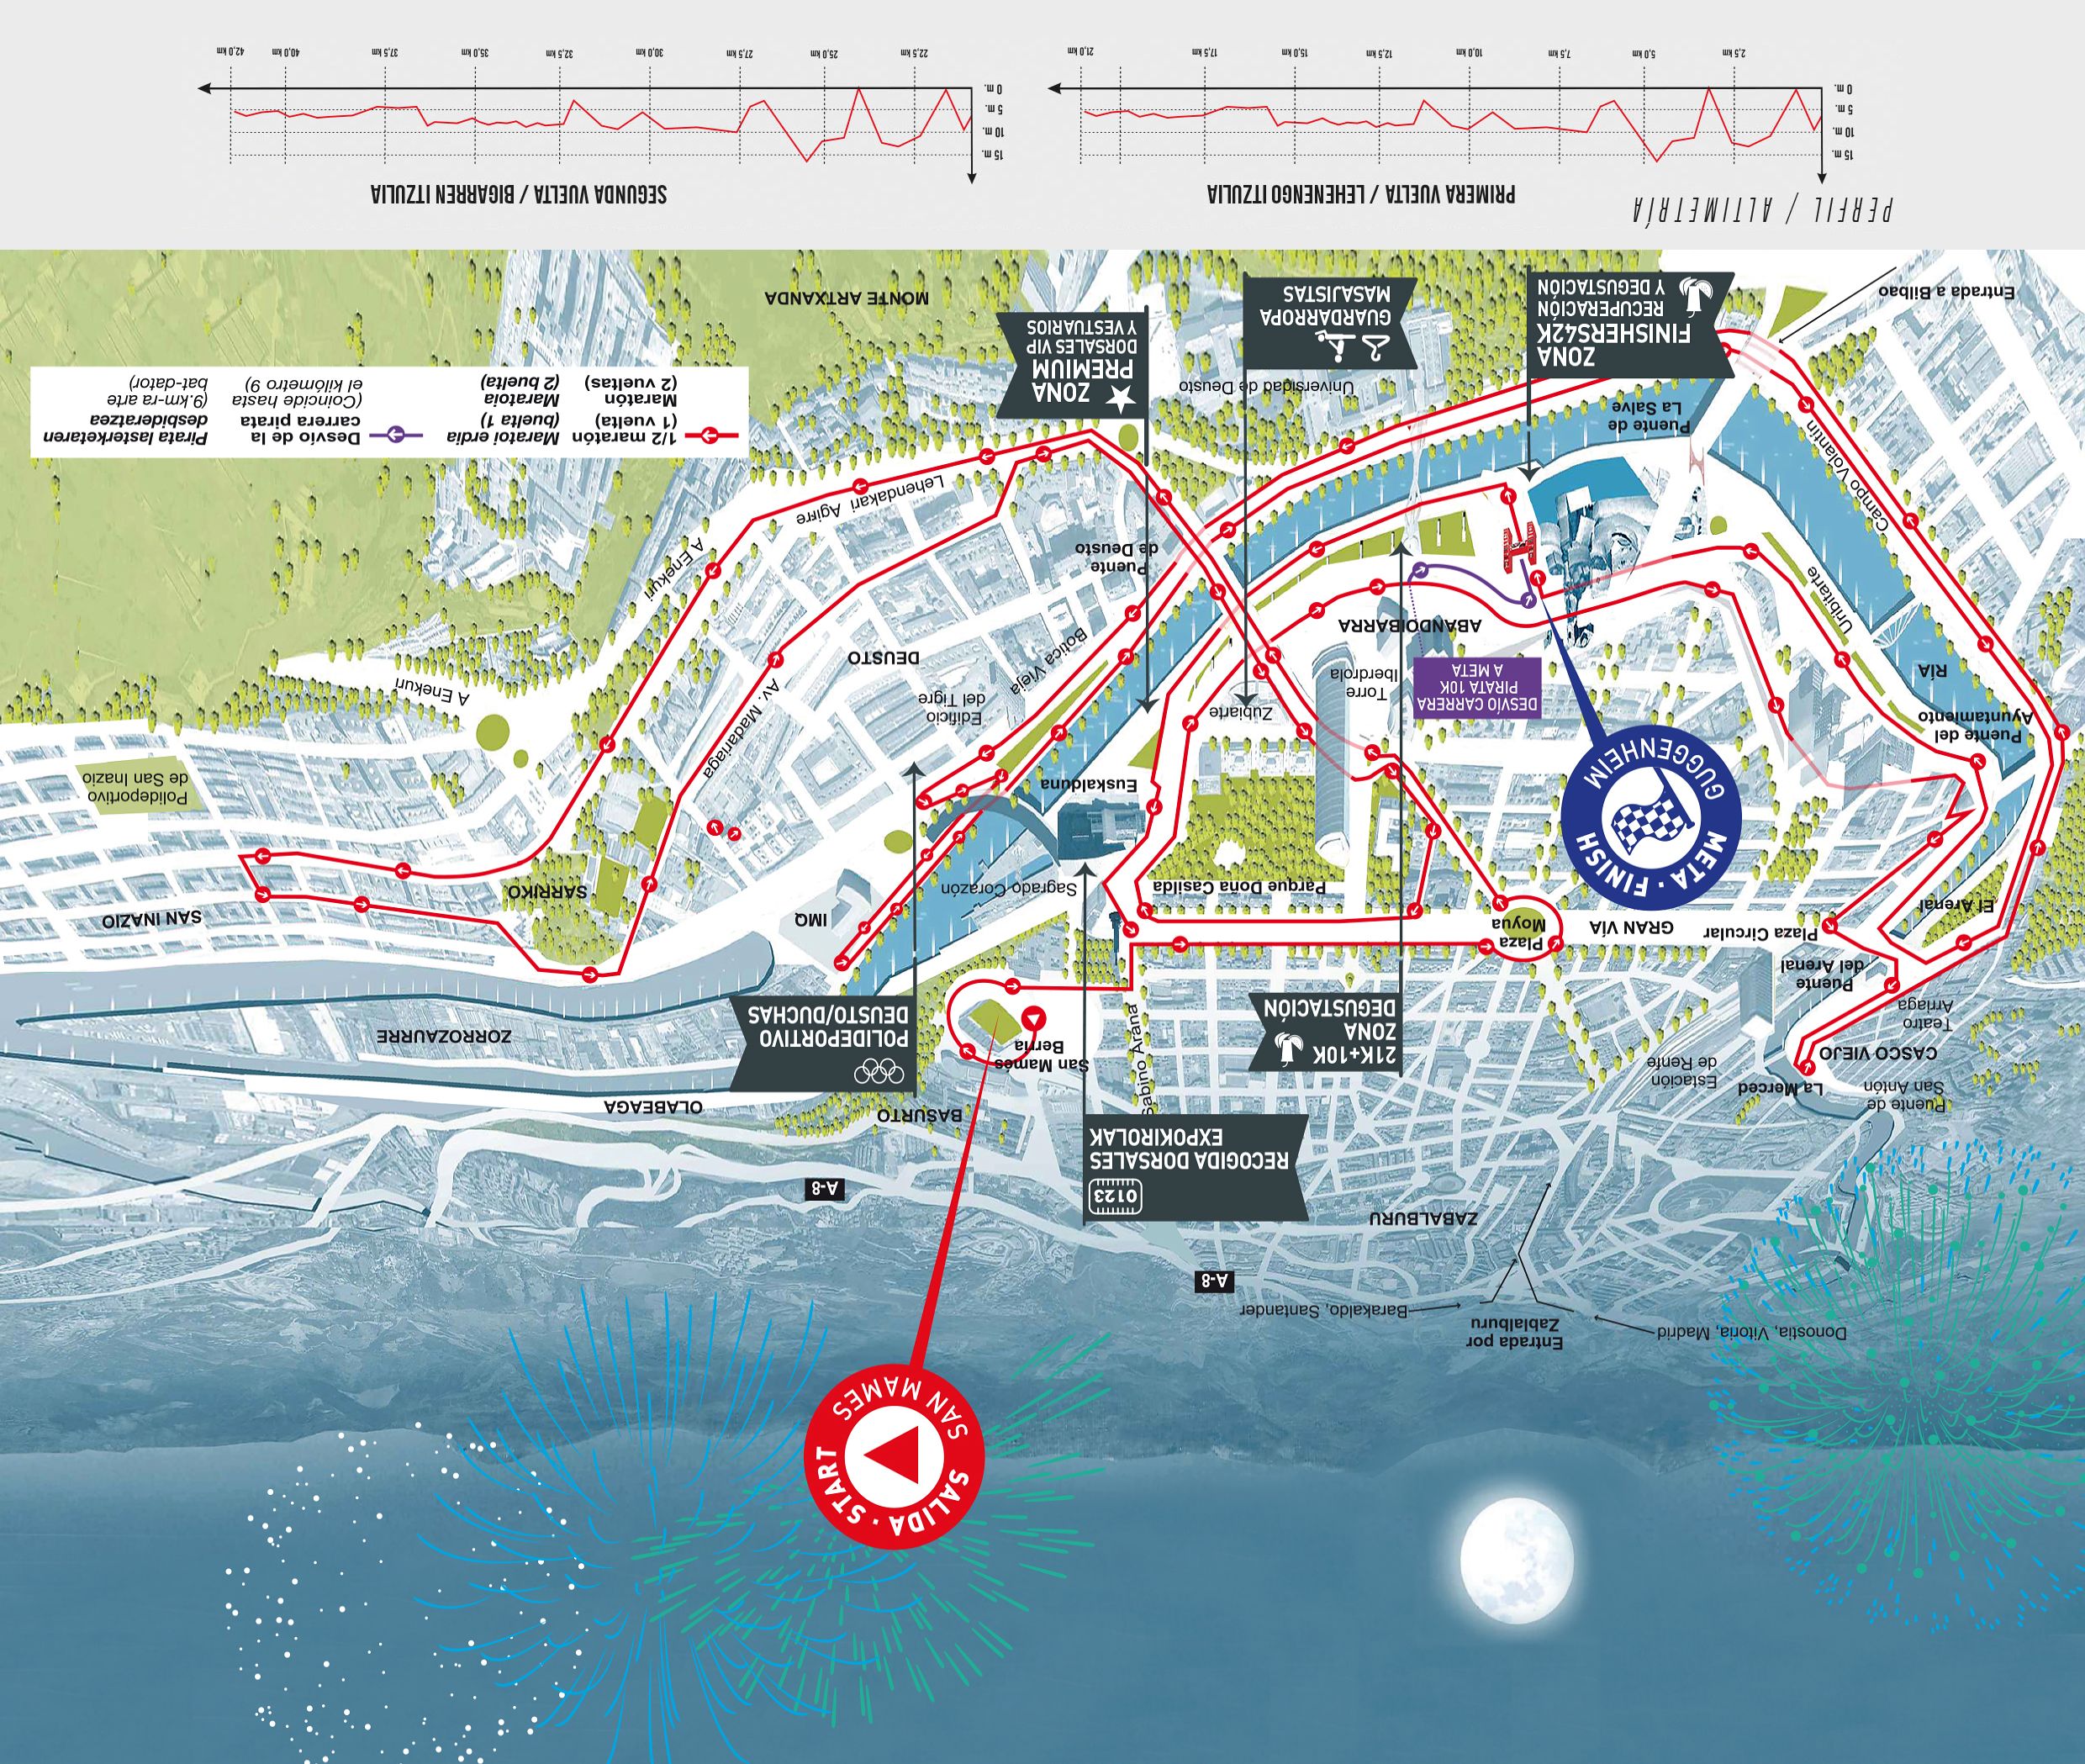 SALIDA · START
SAN MAMES
Donostia, Vitoria, Madrid
Entrada por
Zablalburu
Barakaldo, Santander
A-8
ZABALBURU
0123
RECOGIDA DORSALES
EXPOKIROLAK
A-8
Puente de
San Antón
La Merced
CASCO VIEJO
Estación
de Renfe
Teatro
Arriaga
Puente
del Arenal
El Arenal
Plaza Circular
GRAN VÍA
Plaza
Moyua
21K+10K
ZONA
DEGUSTACIÓN
Sabino Arana
San Mamés
Berria
BASURTO
OLABEAGA
POLIDEPORTIVO
DEUSTO/DUCHAS
ZORROZAURRE
META · FINISH
GUGGENHEIM
Parque Doña Casilda
Sagrado Corazón
IMQ
SARRIKO
SAN INAZIO
Puente del
Ayuntamiento
RÍA
Uribitarte
Euskalduna
Polideportivo
de San Inazio
DESVÍO CARRERA
PIRATA 10K
A META
Torre
Iberdrola
Zubiarte
Edificio
del Tigre
Av. Madariaga
A Enekuri
ABANDOIBARRA
Botica Vieja
DEUSTO
Puente
de Deusto
A Enekuri
Campo Volantín
Lehendakari Agirre
Puente de
La Salve
Universidad de Deusto
Entrada a Bilbao
ZONA
FINISHERS42K
RECUPERACIÓN
Y DEGUSTACIÓN
GUARDARROPA
MASAJISTAS
ZONA
PREMIUM
DORSALES VIP
Y VESTUARIOS
MONTE ARTXANDA
1/2 maratón
(1 vuelta)
Maratoi erdia
(buelta 1)
Maratón
(2 vueltas)
Maratoia
(2 buelta)
Desvío de la
carrera pirata
(Coincide hasta
el kilómetro 9)
Pirata lasterketaren
desbideratzea
(9.km-ra arte
bat-dator)
PERFIL / ALTIMETRÍA
PRIMERA VUELTA / LEHENENGO ITZULIA
15 m.
10 m.
5 m.
0 m.
2,5 km 5,0 km 7,5 km 10,0 km 12,5 km 15,0 km 17,5 km 21,0 km
SEGUNDA VUELTA / BIGARREN ITZULIA
15 m.
10 m.
5 m.
0 m.
22,5 km 25,0 km 27,5 km 30,0 km 32,5 km 35,0 km 37,5 km 40,0 km 42,0 km